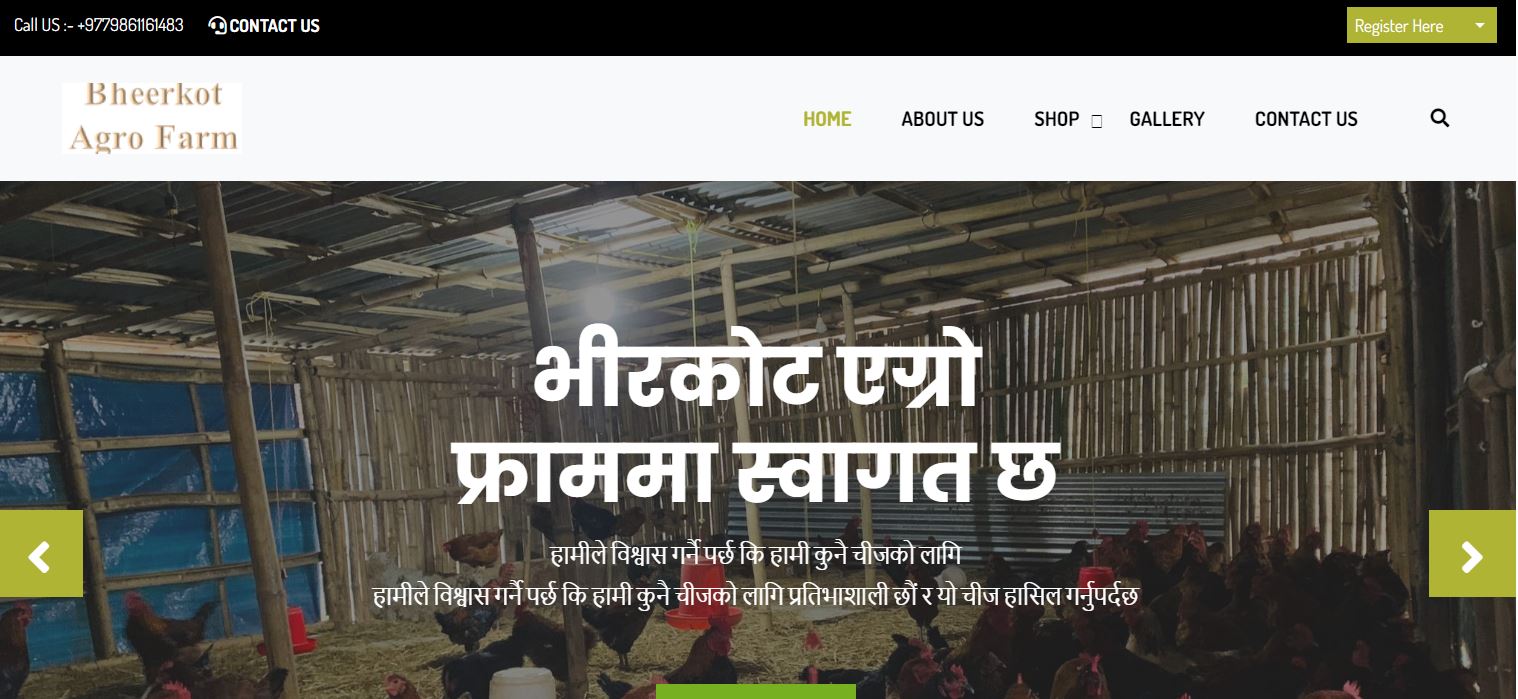 Call US :- +9779861161483 CONTACT US Register Here
Bheerkot
Agro Farm
HOME ABOUT US SHOP GALLERY CONTACT US
भीरकोट एग्रो
फ्राममा स्वागत छ
हामीले विश्वास गर्नै पर्छ कि हामी कुनै चीजको लागि
हामीले विश्वास गर्नै पर्छ कि हामी कुनै चीजको लागि प्रतिभाशाली छौं र यो चीज हासिल गर्नुपर्दछ